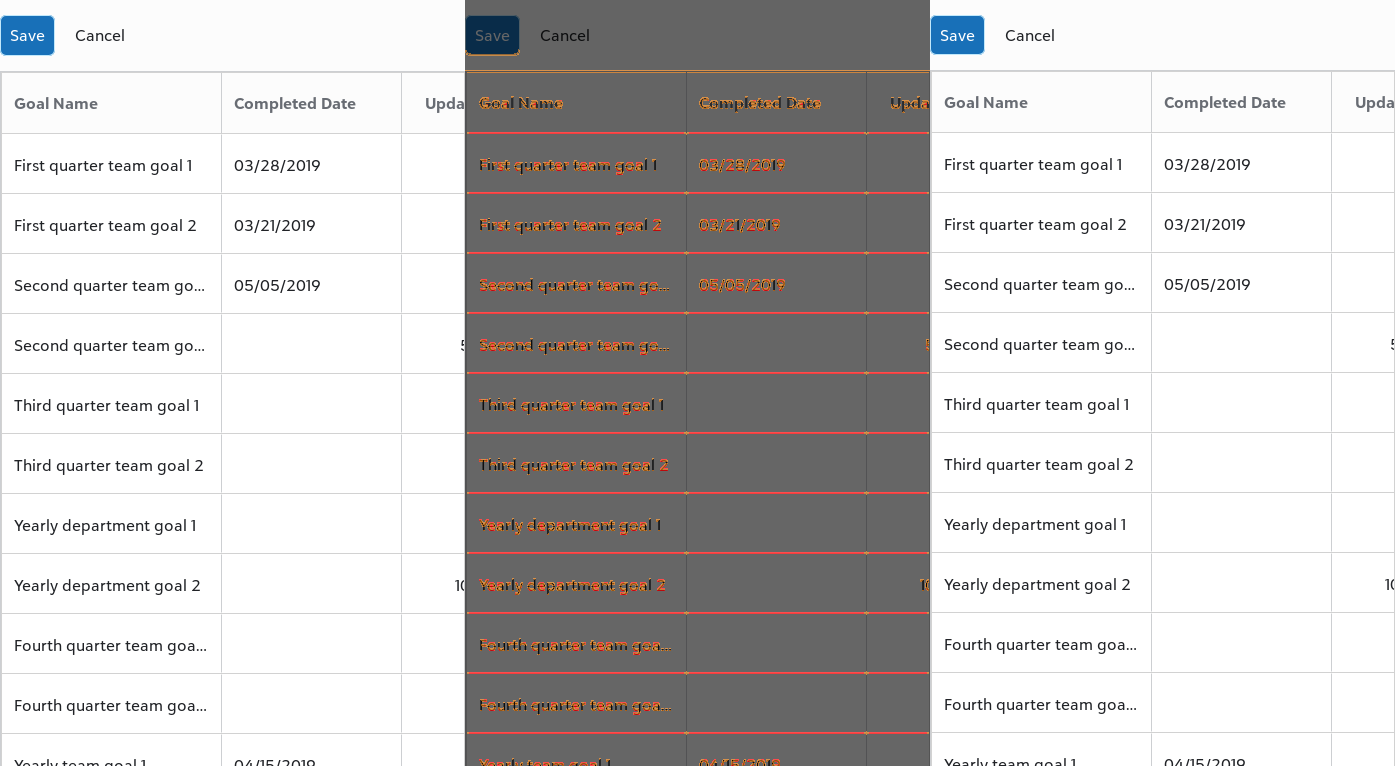 Save Cancel
Goal Name Completed Date Upda
First quarter team goal 1 03/28/2019
First quarter team goal 2 03/21/2019
Second quarter team go... 05/05/2019
Second quarter team go... 5
Third quarter team goal 1
Third quarter team goal 2
Yearly department goal 1
Yearly department goal 2 10
Fourth quarter team goa...
Fourth quarter team goa...
Yearly team goal 1 04/15/2019
Save Cancel
Goal Name Completed Date Upda
First quarter team goal 1 03/28/2019
First quarter team goal 2 03/21/2019
Second quarter team go... 05/05/2019
Second quarter team go... 5
Third quarter team goal 1
Third quarter team goal 2
Yearly department goal 1
Yearly department goal 2 10
Fourth quarter team goa...
Fourth quarter team goa...
Yearly team goal 1 04/15/2019
Save Cancel
Goal Name Completed Date Upda
First quarter team goal 1 03/28/2019
First quarter team goal 2 03/21/2019
Second quarter team go... 05/05/2019
Second quarter team go... 5
Third quarter team goal 1
Third quarter team goal 2
Yearly department goal 1
Yearly department goal 2 10
Fourth quarter team goa...
Fourth quarter team goa...
Yearly team goal 1 04/15/2019